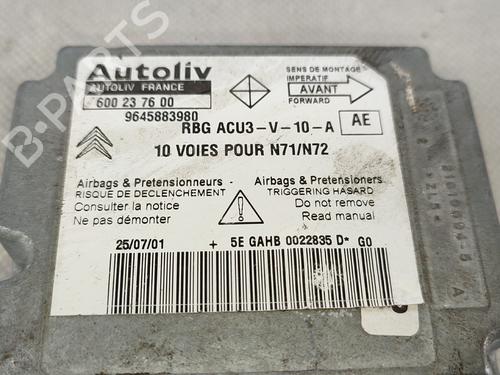 B-PARTS
Autoliv
AUTOLIV FRANCE
600 23 76 00
9645883980
SENS DE MONTAGE
IMPERATIF
AVANT
FORWARD
RBG ACU3-V-10-A
AE
10 VOIES POUR N71/N72
Airbags & Pretensionneurs
RISQUE DE DECLENCHEMENT
Consulter la notice
Ne pas démonter
Airbags & Pretensioners
TRIGGERING HASARD
Do not remove
Read manual
25/07/01 + 5E GAHB 0022835 D* G0